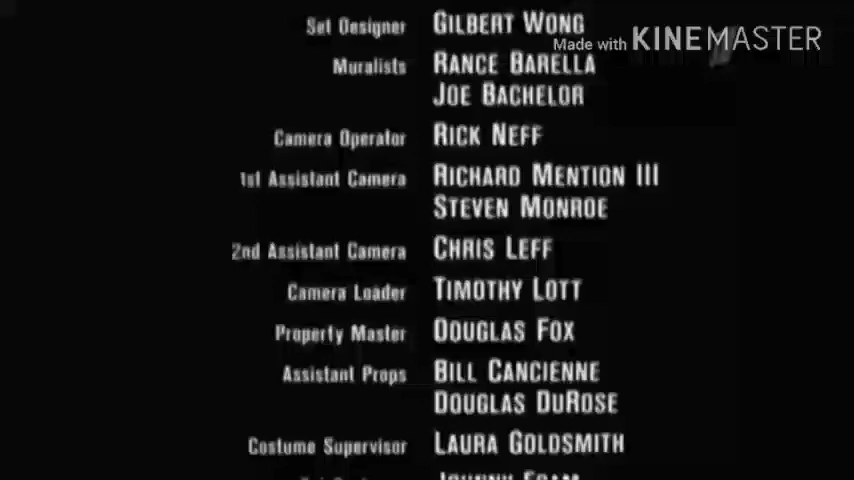 Set Designer GILBERT WONG
Made with KINEMASTER
Muralists RANCE BARELLA
JOE BACHELOR
Camera Operator RICK NEFF
1st Assistant Camera RICHARD MENTION III
STEVEN MONROE
2nd Assistant Camera CHRIS LEFF
Camera Loader TIMOTHY LOTT
Property Master DOUGLAS FOX
Assistant Props BILL CANCIENNE
DOUGLAS DUROSE
Costume Supervisor LAURA GOLDSMITH